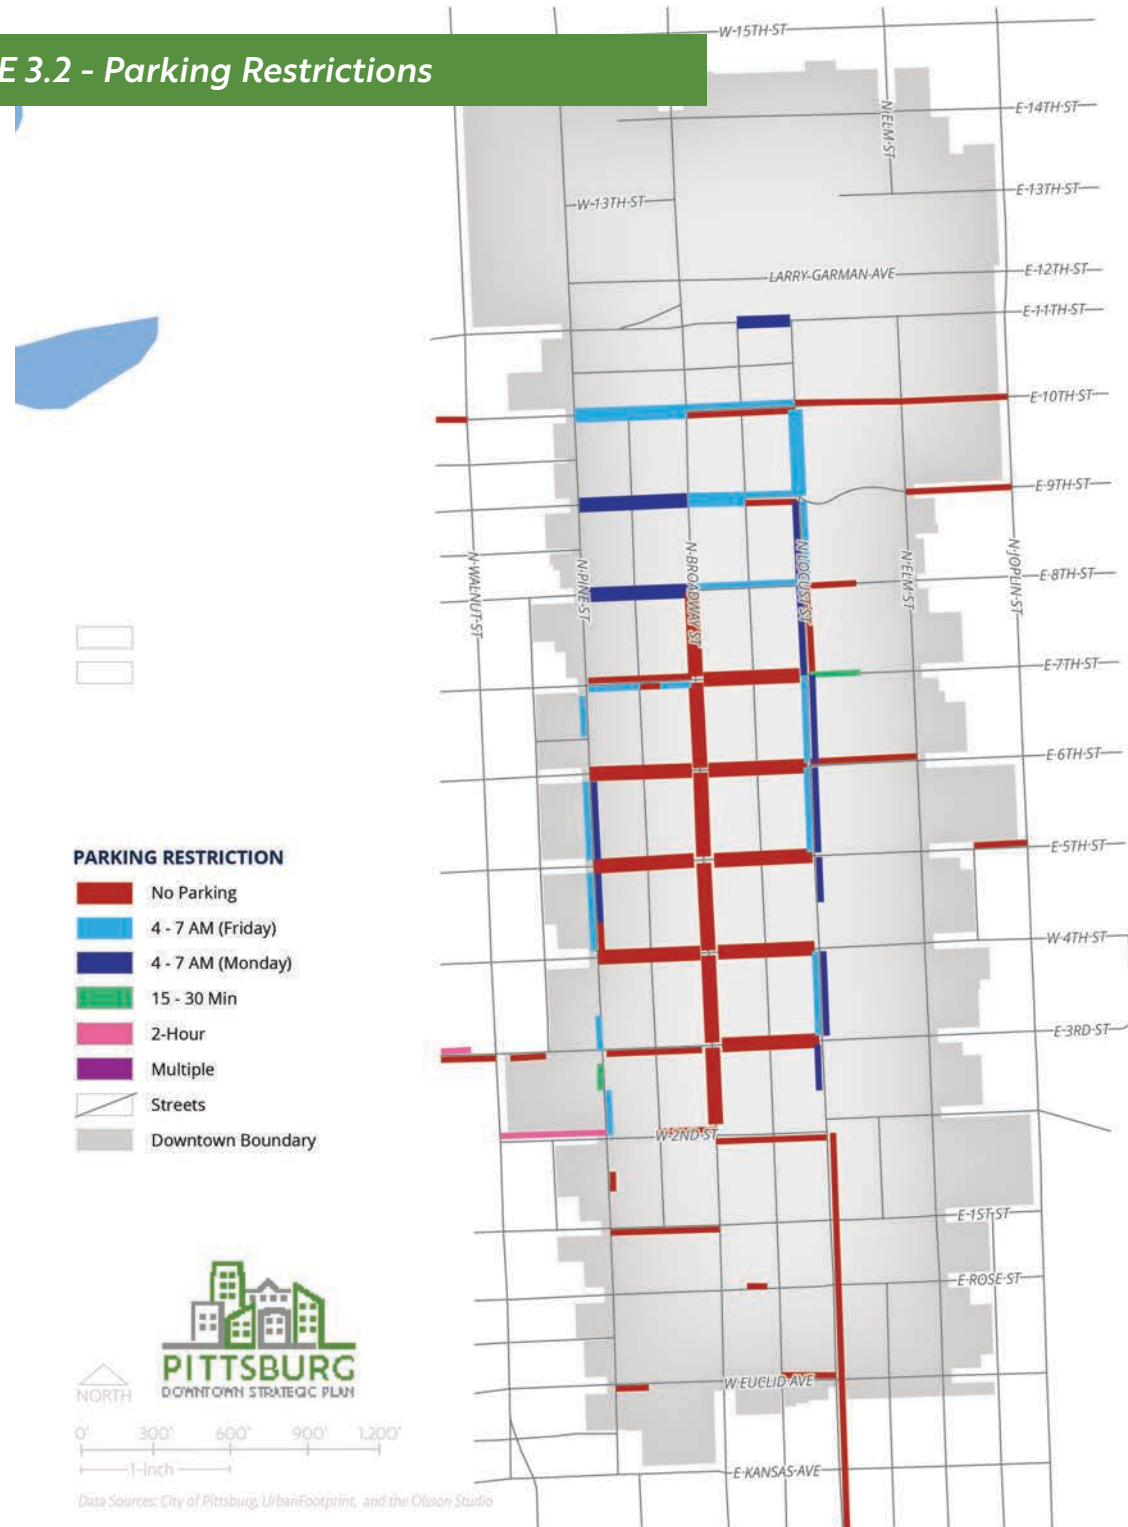 E 3.2 - Parking Restrictions
W 15TH ST
E 14TH ST
N ELM ST
E 13TH ST
W 13TH ST
LARRY GARMAN AVE
E 12TH ST
E 11TH ST
E 10TH ST
E 9TH ST
N WALNUT ST
N PINE ST
N BROADWAY ST
N LOCUST ST
N ELM ST
N JOPLIN ST
E 8TH ST
E 7TH ST
E 6TH ST
E 5TH ST
W 4TH ST
E 3RD ST
W 2ND ST
E 1ST ST
E ROSE ST
W EUCLID AVE
E KANSAS AVE
PARKING RESTRICTION
No Parking
4 - 7 AM (Friday)
4 - 7 AM (Monday)
15 - 30 Min
2-Hour
Multiple
Streets
Downtown Boundary
PITTSBURG
DOWNTOWN STRATEGIC PLAN
NORTH
0' 300' 600' 900' 1,200'
1-Inch
Data Sources: City of Pittsburg, UrbanFootprint, and the Olsson Studio